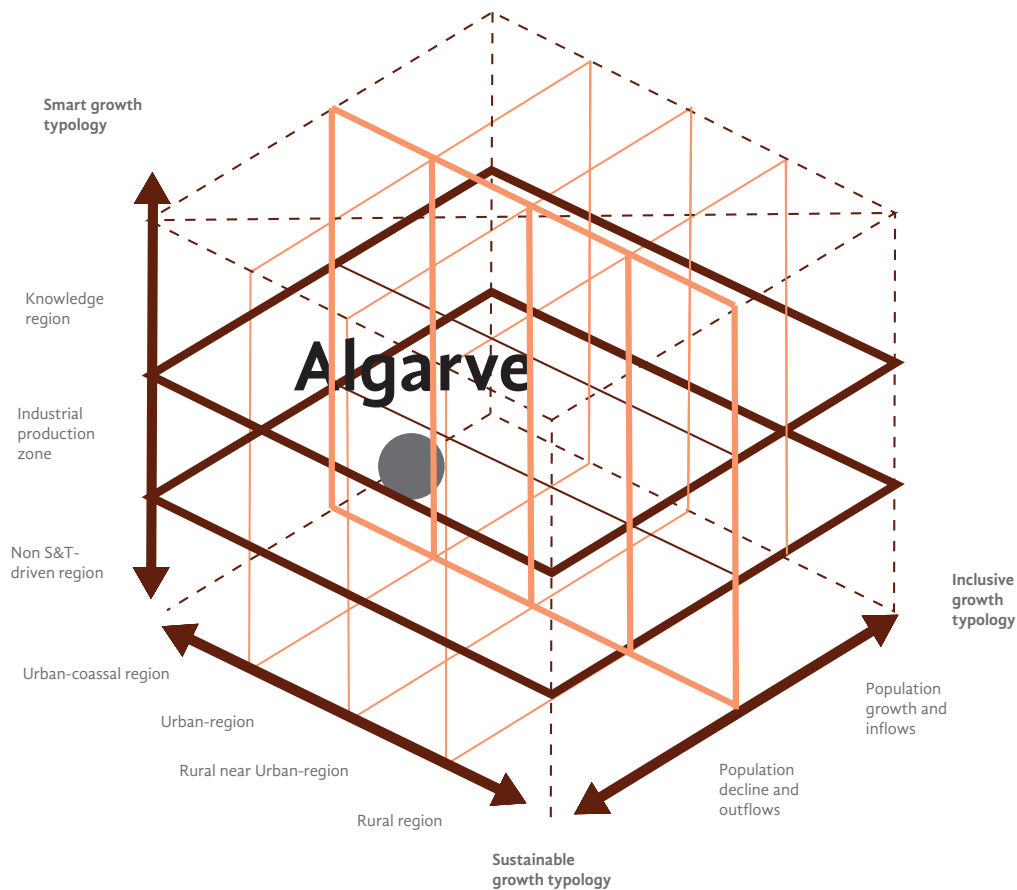 Smart growth
typology
Knowledge
region
Algarve
Industrial
production
zone
Non S&T-
driven region
Inclusive
growth
typology
Urban-coassal region
Population
growth and
inflows
Urban-region
Rural near Urban-region
Population
decline and
outflows
Rural region
Sustainable
growth typology